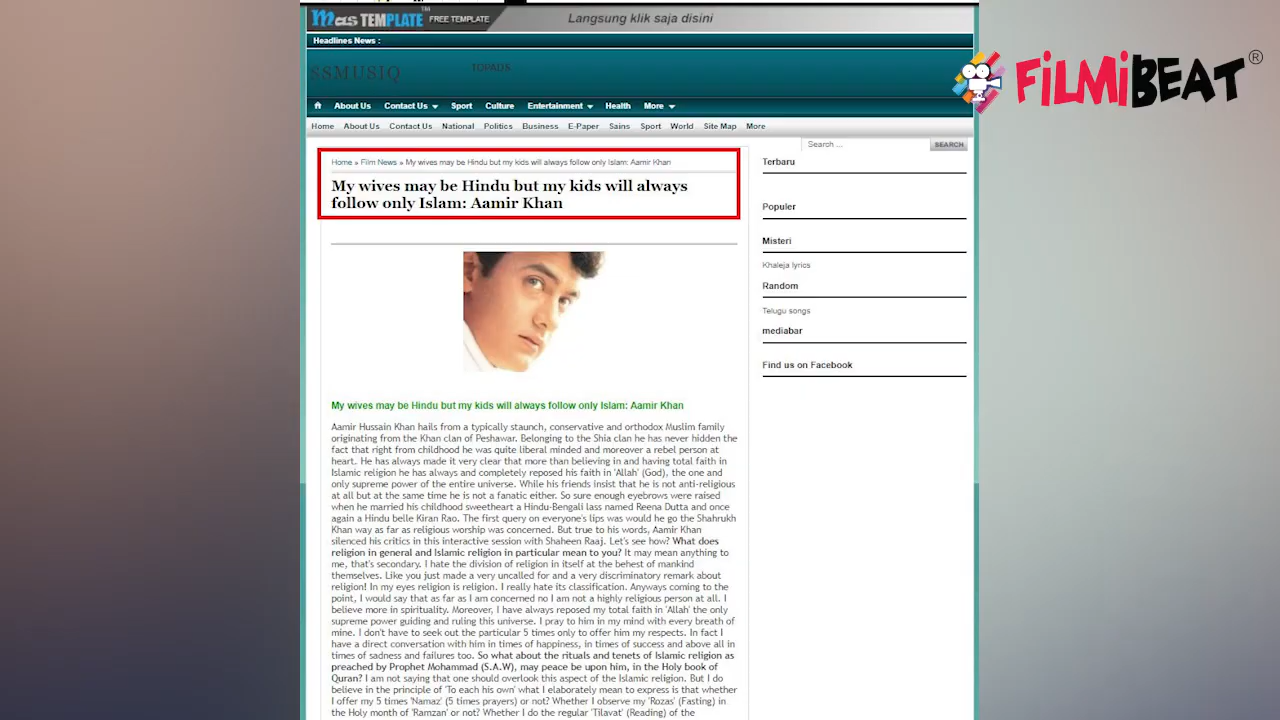 Mas TEMPLATE™ FREE TEMPLATE
Langsung klik saja disini
Headlines News :
SSMUSIQ
TOPADS
FiLMiBEAT®
About Us Contact Us Sport Culture Entertainment Health More
Home About Us Contact Us National Politics Business E-Paper Sains Sport World Site Map More
Search ...
SEARCH
Home » Film News » My wives may be Hindu but my kids will always follow only Islam: Aamir Khan
My wives may be Hindu but my kids will always
follow only Islam: Aamir Khan
My wives may be Hindu but my kids will always follow only Islam: Aamir Khan
Aamir Hussain Khan hails from a typically staunch, conservative and orthodox Muslim family
originating from the Khan clan of Peshawar. Belonging to the Shia clan he has never hidden the
fact that right from childhood he was quite liberal minded and moreover a rebel person at
heart. He has always made it very clear that more than believing in and having total faith in
Islamic religion he has always and completely reposed his faith in 'Allah' (God), the one and
only supreme power of the entire universe. While his friends insist that he is not anti-religious
at all but at the same time he is not a fanatic either. So sure enough eyebrows were raised
when he married his childhood sweetheart a Hindu-Bengali lass named Reena Dutta and once
again a Hindu belle Kiran Rao. The first query on everyone's lips was would he go the Shahrukh
Khan way as far as religious worship was concerned. But true to his words, Aamir Khan
silenced his critics in this interactive session with Shaheen Raaj. Let's see how? What does
religion in general and Islamic religion in particular mean to you? It may mean anything to
me, that's secondary. I hate the division of religion in itself at the behest of mankind
themselves. Like you just made a very uncalled for and a very discriminatory remark about
religion! In my eyes religion is religion. I really hate its classification. Anyways coming to the
point, I would say that as far as I am concerned no I am not a highly religious person at all. I
believe more in spirituality. Moreover, I have always reposed my total faith in 'Allah' the only
supreme power guiding and ruling this universe. I pray to him in my mind with every breath of
mine. I don't have to seek out the particular 5 times only to offer him my respects. In fact I
have a direct conversation with him in times of happiness, in times of success and above all in
times of sadness and failures too. So what about the rituals and tenets of Islamic religion as
preached by Prophet Mohammad (S.A.W), may peace be upon him, in the Holy book of
Quran? I am not saying that one should overlook this aspect of the Islamic religion. But I do
believe in the principle of 'To each his own' what I elaborately mean to express is that whether
I offer my 5 times 'Namaz' (5 times prayers) or not? Whether I observe my 'Rozas' (Fasting) in
the Holy month of 'Ramzan' or not? Whether I do the regular 'Tilavat' (Reading) of the
Terbaru
Populer
Misteri
Khaleja lyrics
Random
Telugu songs
mediabar
Find us on Facebook